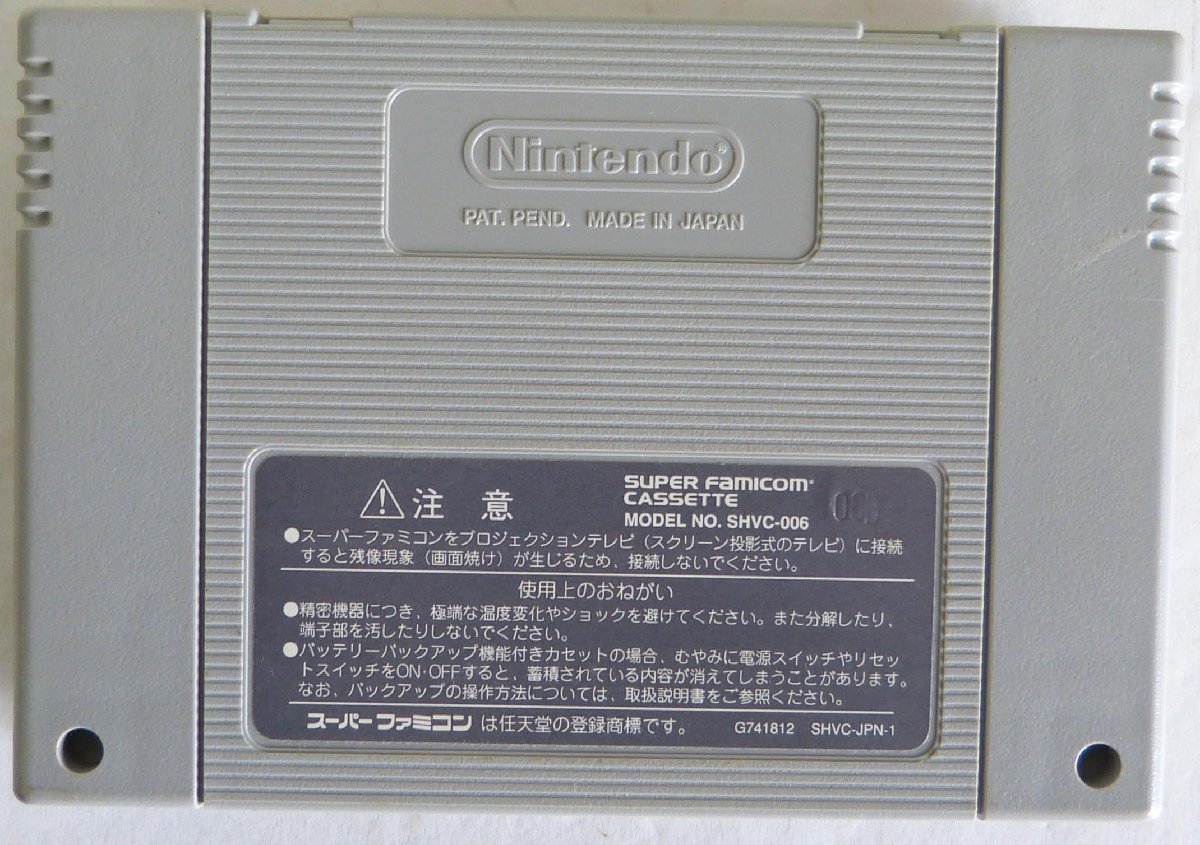 Nintendo®
PAT. PEND. MADE IN JAPAN
⚠注 意
SUPER FAMICOM®
CASSETTE
MODEL NO. SHVC-006
●スーパーファミコンをプロジェクションテレビ（スクリーン投影式のテレビ）に接続
すると残像現象（画面焼け）が生じるため、接続しないでください。
使用上のおねがい
●精密機器につき、極端な温度変化やショックを避けてください。また分解したり、
端子部を汚したりしないでください。
●バッテリーバックアップ機能付きカセットの場合、むやみに電源スイッチやリセッ
トスイッチをON·OFFすると、蓄積されている内容が消えてしまうことがあります。
なお、バックアップの操作方法については、取扱説明書をご参照ください。
スーパーファミコン は任天堂の登録商標です。 G741812 SHVC-JPN-1